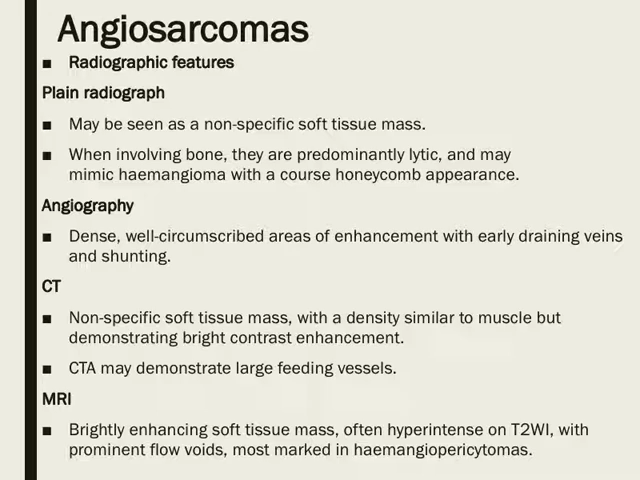 Angiosarcomas
■ Radiographic features
Plain radiograph
■ May be seen as a non-specific soft tissue mass.
■ When involving bone, they are predominantly lytic, and may
mimic haemangioma with a course honeycomb appearance.
Angiography
■ Dense, well-circumscribed areas of enhancement with early draining veins
and shunting.
CT
■ Non-specific soft tissue mass, with a density similar to muscle but
demonstrating bright contrast enhancement.
■ CTA may demonstrate large feeding vessels.
MRI
■ Brightly enhancing soft tissue mass, often hyperintense on T2WI, with
prominent flow voids, most marked in haemangiopericytomas.